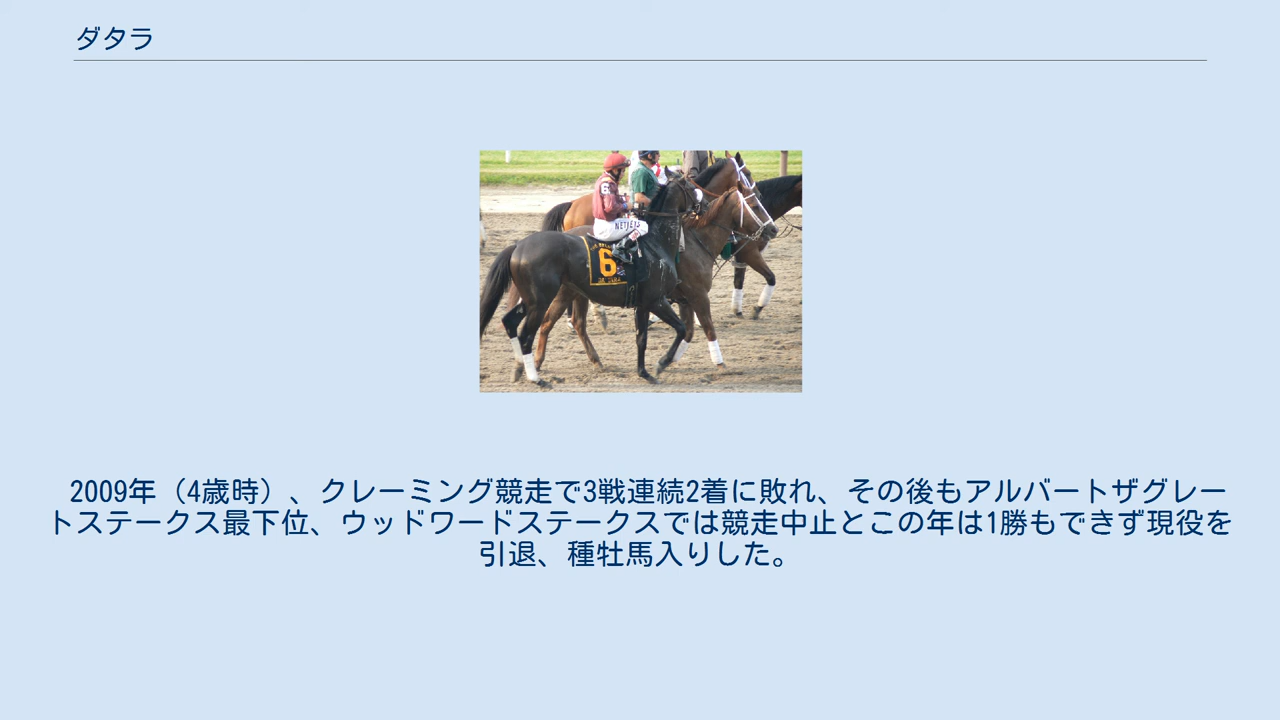 ダタラ
6
NETJETS
6
2009年（4歳時）、クレーミング競走で3戦連続2着に敗れ、その後もアルバートザグレー
トステークス最下位、ウッドワードステークスでは競走中止とこの年は1勝もできず現役を
引退、種牡馬入りした。